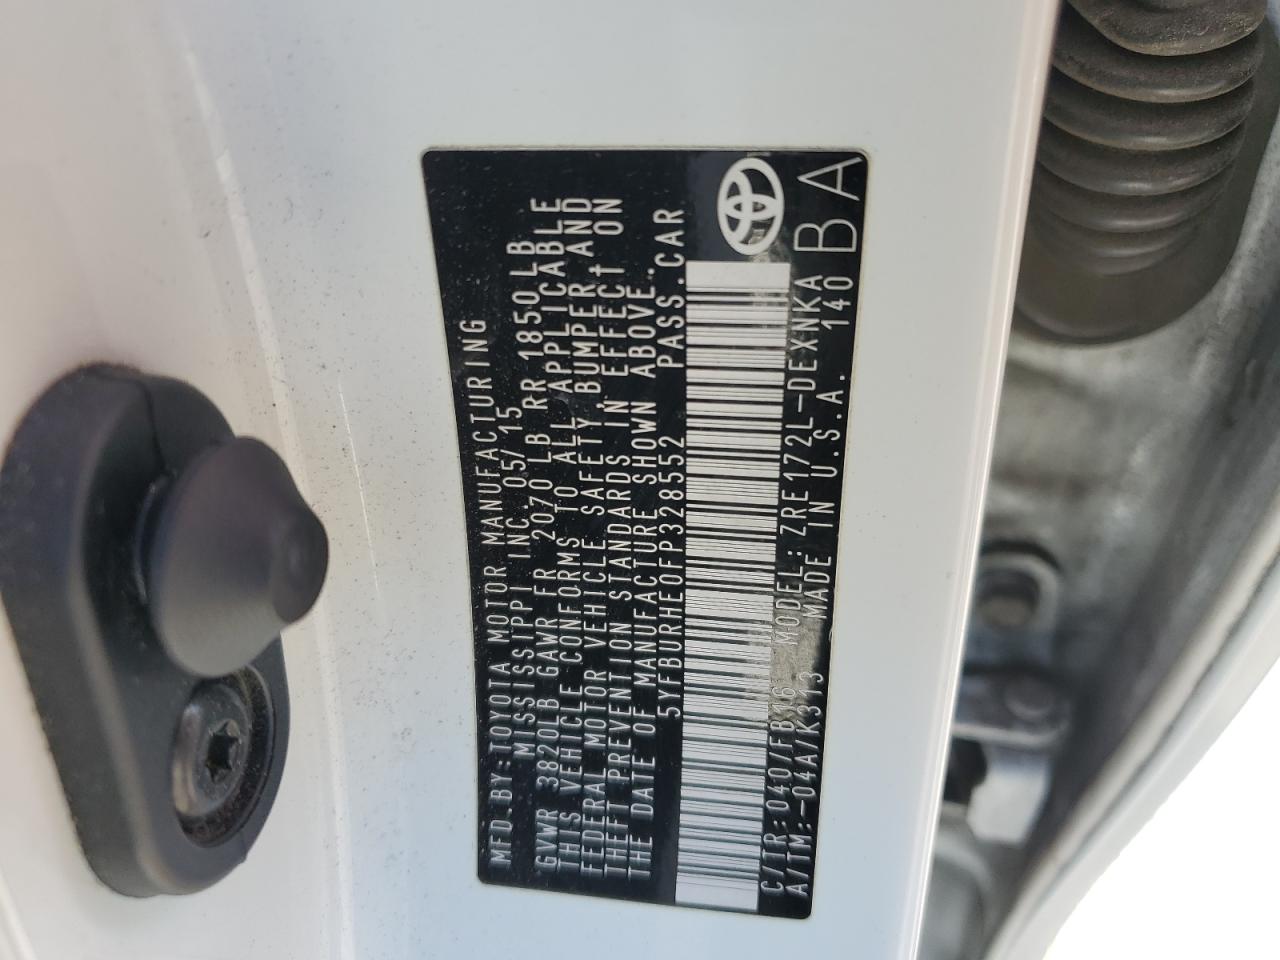 MFD.BY:TOYOTA MOTOR MANUFACTURING
MISSISSIPPI INC. 05/15
GVWR 3820LB GAWR FR 2070LB RR 1850LB
THIS VEHICLE CONFORMS TO ALL APPLICABLE
FEDERAL MOTOR VEHICLE SAFETY, BUMPER, AND
THEFT PREVENTION STANDARDS IN EFFECT ON
THE DATE OF MANUFACTURE SHOWN ABOVE.
5YFBURHE0FP328552 PASS.CAR
C/TR:040/FB16 MODEL:ZRE172L-DEXNKA
A/TM:-04A/K313 MADE IN U.S.A. 140
BA